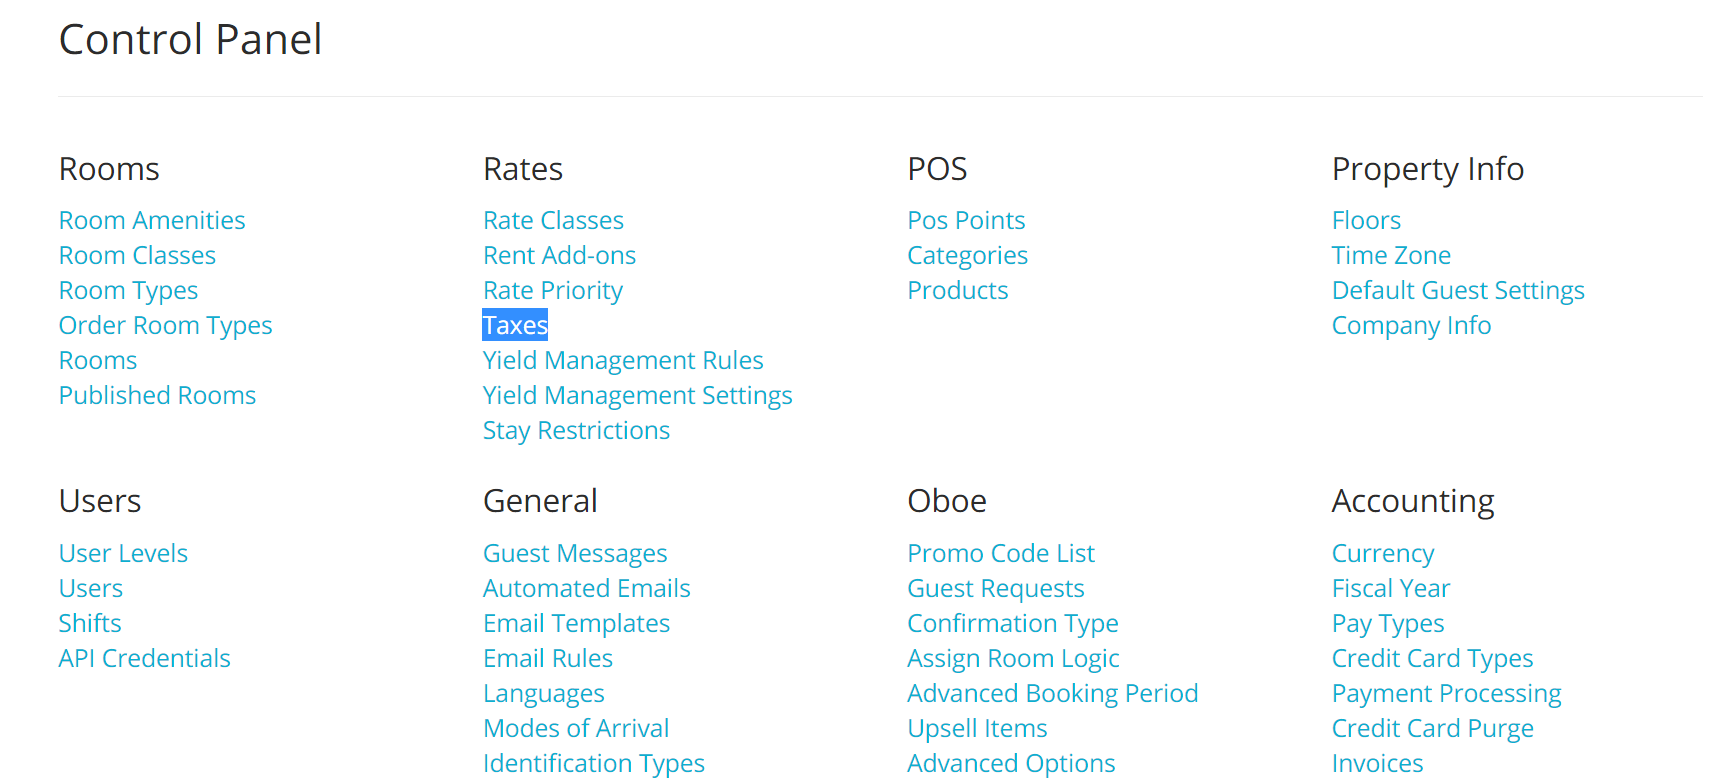 Control Panel
Rooms
Room Amenities
Room Classes
Room Types
Order Room Types
Rooms
Published Rooms
Rates
Rate Classes
Rent Add-ons
Rate Priority
Taxes
Yield Management Rules
Yield Management Settings
Stay Restrictions
POS
Pos Points
Categories
Products
Property Info
Floors
Time Zone
Default Guest Settings
Company Info
Users
User Levels
Users
Shifts
API Credentials
General
Guest Messages
Automated Emails
Email Templates
Email Rules
Languages
Modes of Arrival
Identification Types
Oboe
Promo Code List
Guest Requests
Confirmation Type
Assign Room Logic
Advanced Booking Period
Upsell Items
Advanced Options
Accounting
Currency
Fiscal Year
Pay Types
Credit Card Types
Payment Processing
Credit Card Purge
Invoices